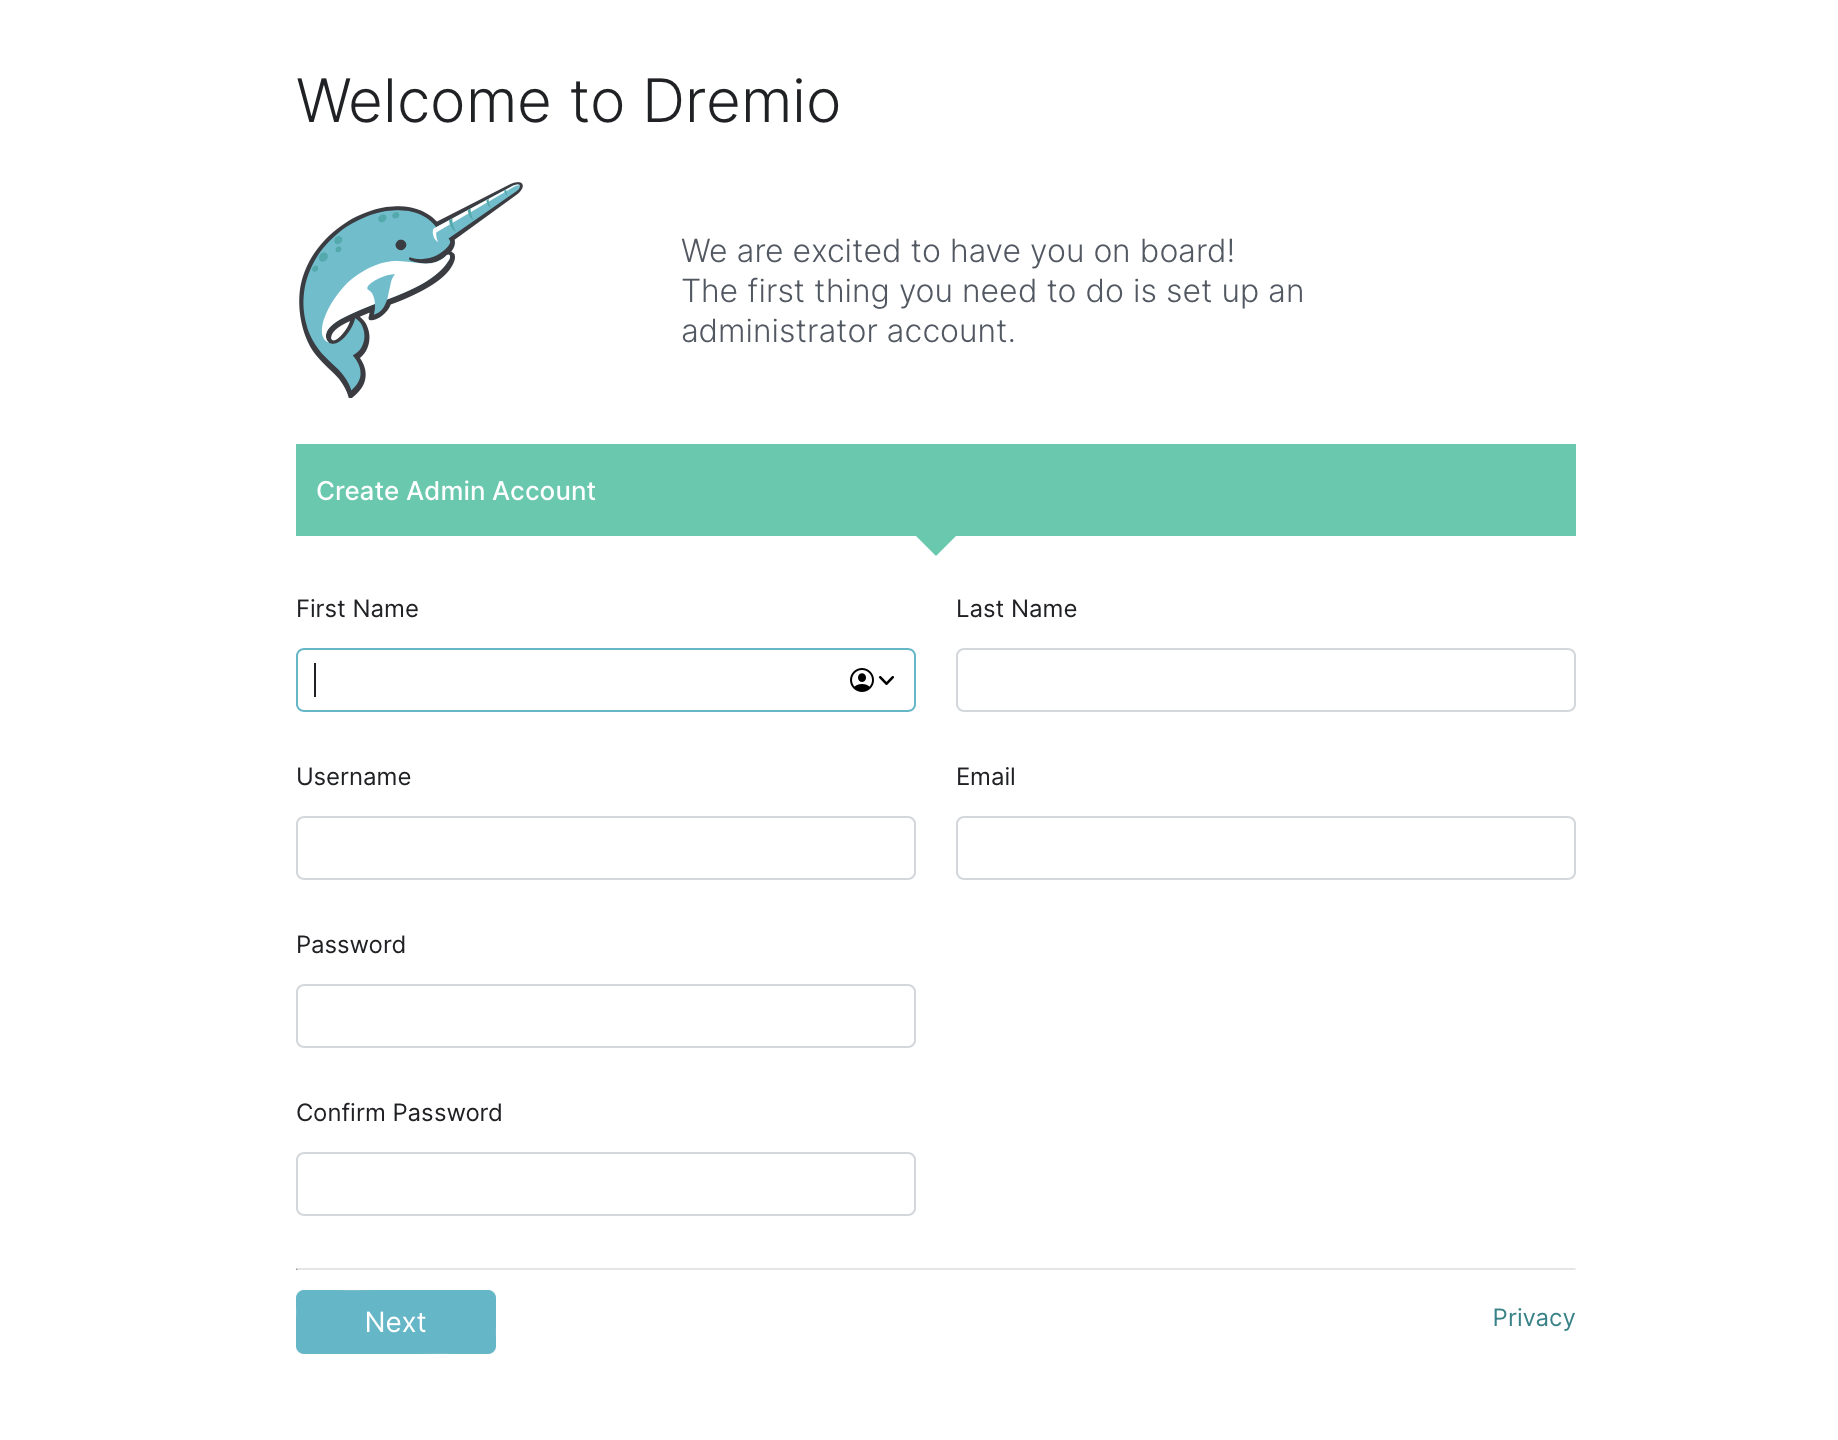 Welcome to Dremio
We are excited to have you on board!
The first thing you need to do is set up an
administrator account.
Create Admin Account
First Name
Last Name
Username
Email
Password
Confirm Password
Next
Privacy